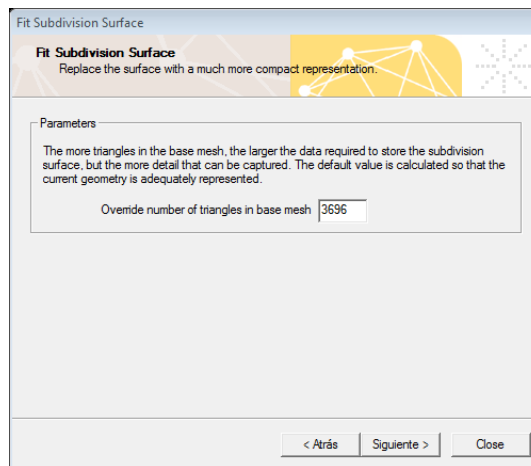 Fit Subdivision Surface
Fit Subdivision Surface
Replace the surface with a much more compact representation.
Parameters
The more triangles in the base mesh, the larger the data required to store the subdivision
surface, but the more detail that can be captured. The default value is calculated so that the
current geometry is adequately represented.
Override number of triangles in base mesh 3696
< Atrás Siguiente > Close